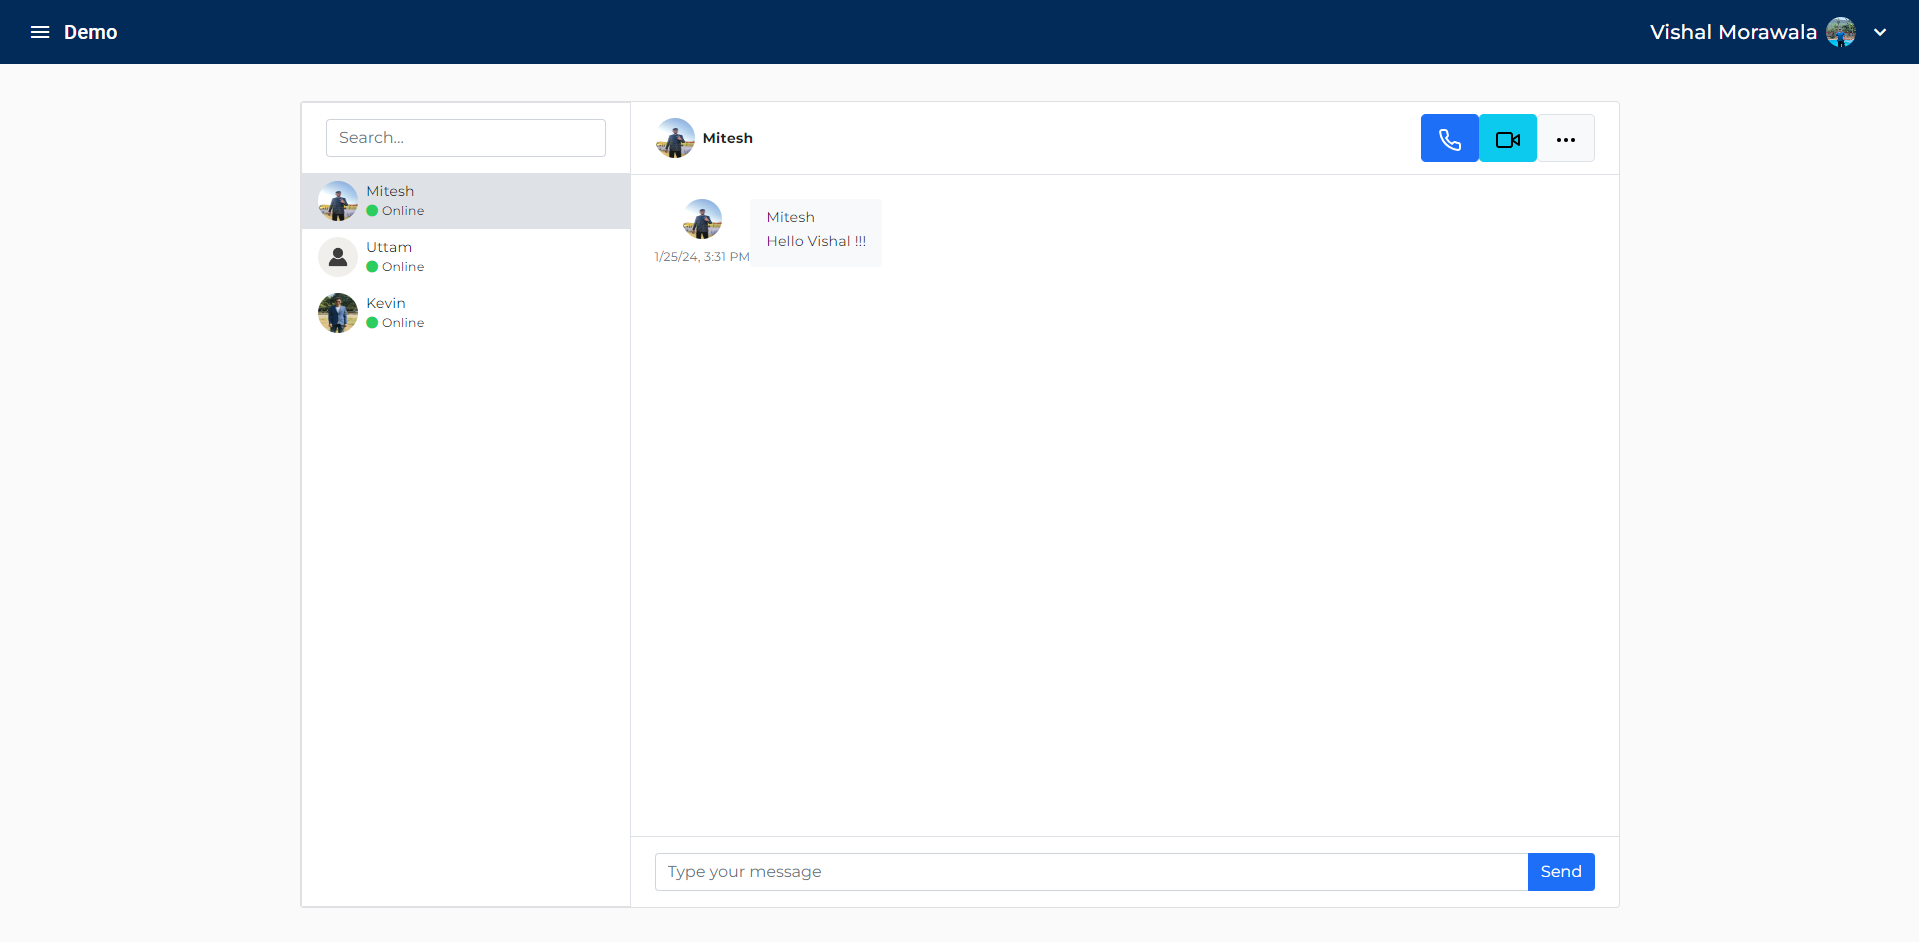 Demo
Vishal Morawala
Search...
Mitesh
Online
Uttam
Online
Kevin
Online
Mitesh
Mitesh
Hello Vishal !!!
1/25/24, 3:31 PM
Type your message
Send